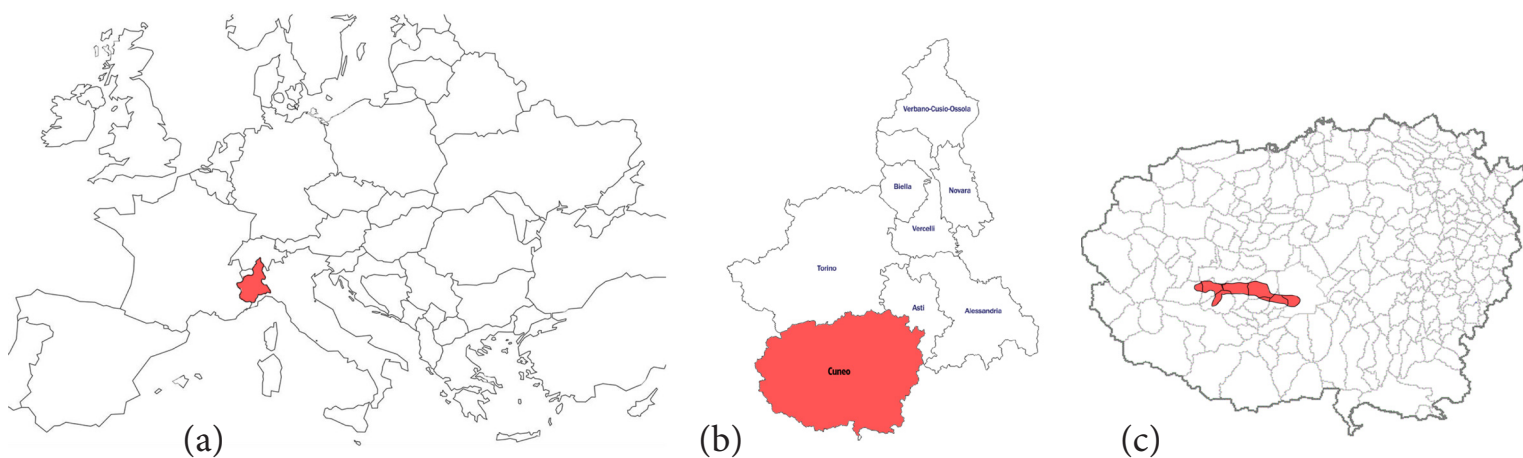 Verbano-Cusio-Ossola
Biella
Novara
Vercelli
Torino
Asti
Alessandria
Cuneo
(a)
(b)
(c)